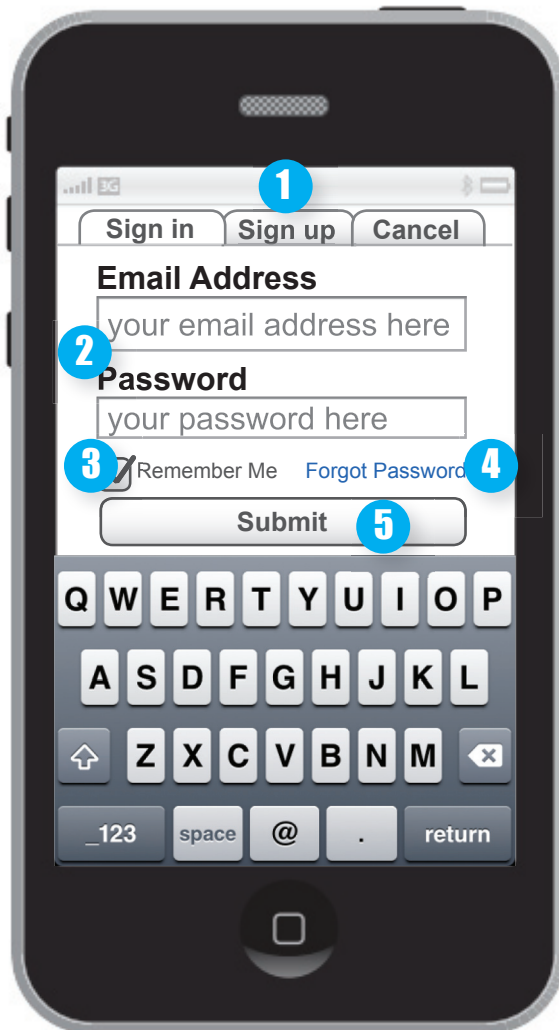 3G
1
Sign in Sign up Cancel
Email Address
your email address here
2
Password
your password here
3 Remember Me Forgot Password 4
Submit 5
Q W E R T Y U I O P
A S D F G H J K L
Z X C V B N M
_123 space @ . return